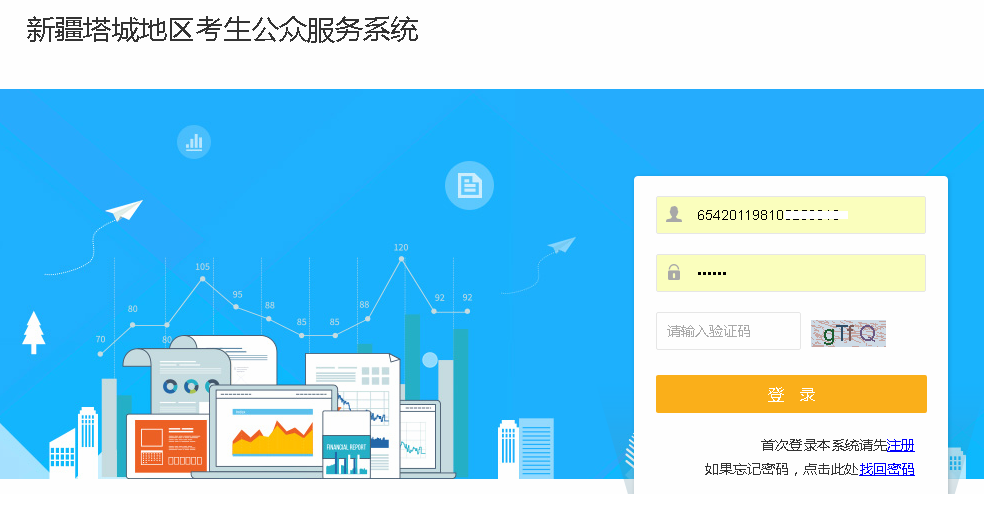 新疆塔城地区考生公众服务系统
120
105
95
92
92
88
88
85
85
80
80
70
65420119810
••••••
请输入验证码
gTfQ
登 录
FINANCIAL REPORT
首次登录本系统请先注册
如果忘记密码，点击此处找回密码